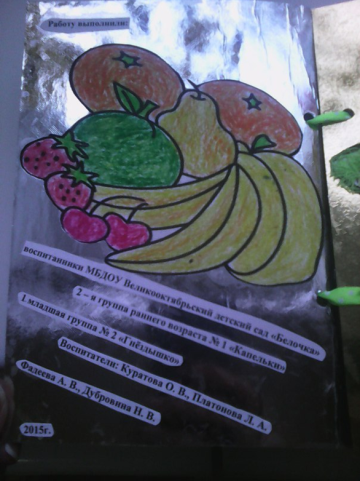 Работу выполнили:
воспитанники МБДОУ Великооктябрьский детский сад «Белочка»
2 – я группа раннего возраста № 1 «Капельки»
1 младшая группа № 2 «Гнёздышко»
Воспитатели: Куратова О. В., Платонова Л. А.
Фадеева А. В., Дубровина Н. В.
2015г.